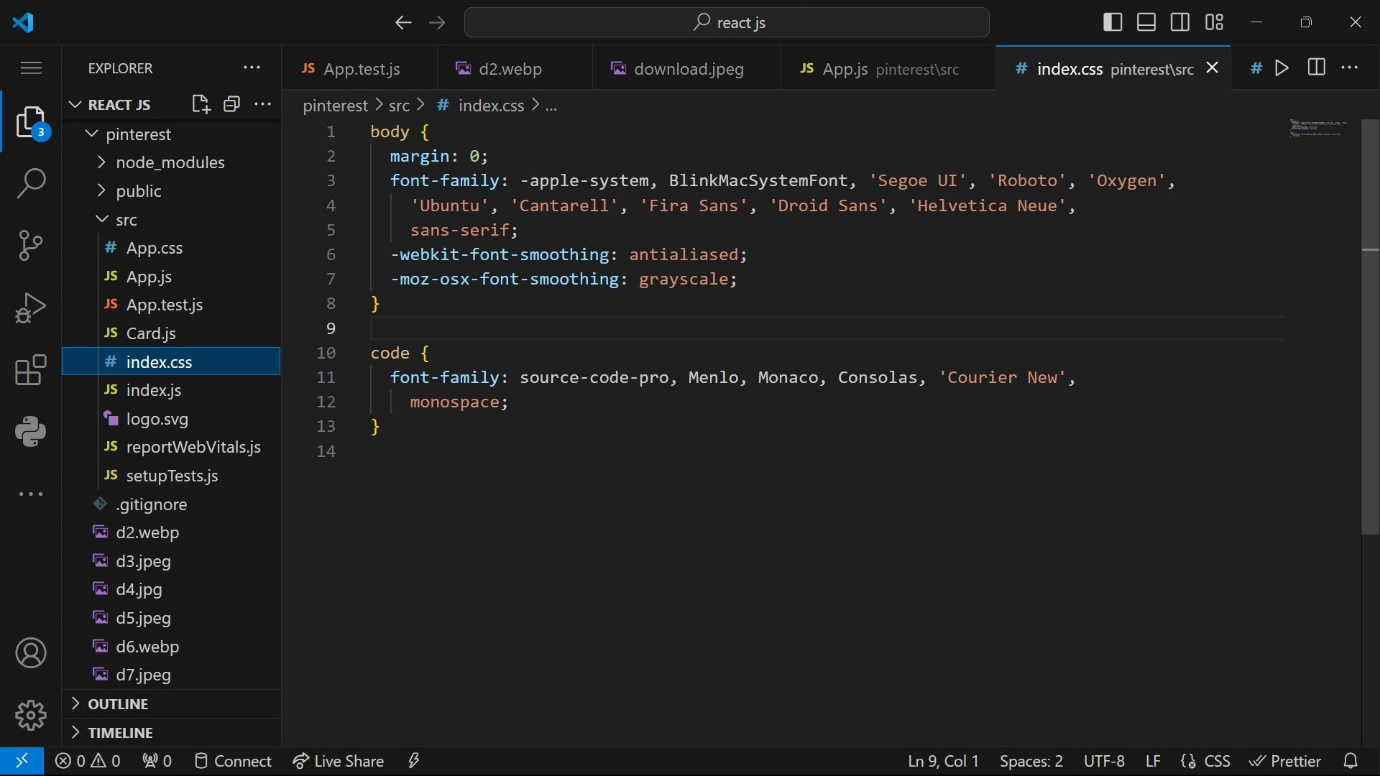 react js
EXPLORER
App.test.js
d2.webp
download.jpeg
App.js pinterest\src
index.css pinterest\src
REACT JS
pinterest > src > # index.css > ...
3
pinterest
node_modules
public
src
# App.css
JS App.js
JS App.test.js
JS Card.js
# index.css
JS index.js
logo.svg
JS reportWebVitals.js
JS setupTests.js
.gitignore
d2.webp
d3.jpeg
d4.jpg
d5.jpeg
d6.webp
d7.jpeg
OUTLINE
TIMELINE
1 body {
2 margin: 0;
3 font-family: -apple-system, BlinkMacSystemFont, 'Segoe UI', 'Roboto', 'Oxygen',
4 'Ubuntu', 'Cantarell', 'Fira Sans', 'Droid Sans', 'Helvetica Neue',
5 sans-serif;
6 -webkit-font-smoothing: antialiased;
7 -moz-osx-font-smoothing: grayscale;
8 }
9
10 code {
11 font-family: source-code-pro, Menlo, Monaco, Consolas, 'Courier New',
12 monospace;
13 }
14
0 0 0 Connect Live Share Ln 9, Col 1 Spaces: 2 UTF-8 LF CSS Prettier